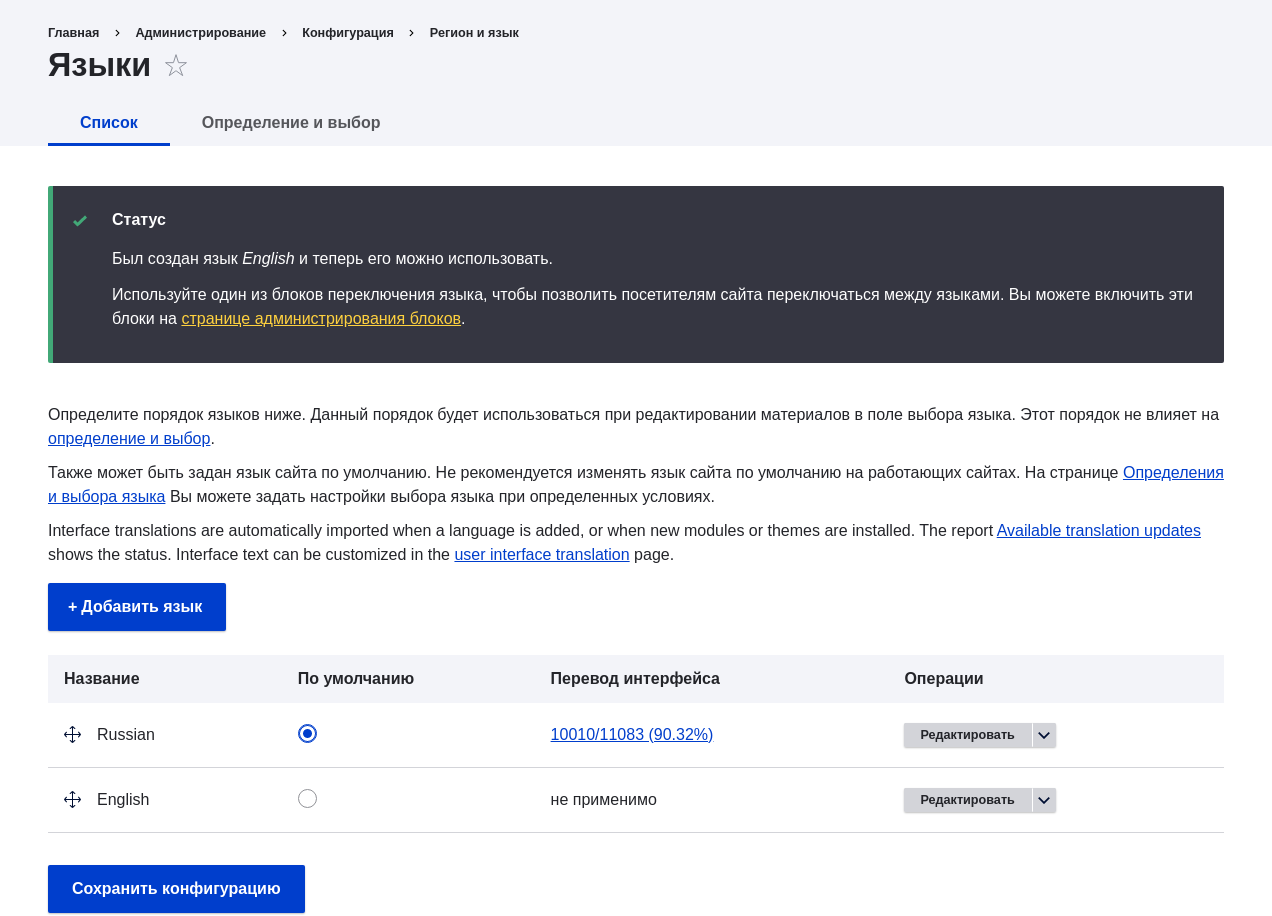 Главная › Администрирование › Конфигурация › Регион и язык
Языки
Список Определение и выбор
Статус
Был создан язык English и теперь его можно использовать.
Используйте один из блоков переключения языка, чтобы позволить посетителям сайта переключаться между языками. Вы можете включить эти
блоки на странице администрирования блоков.
Определите порядок языков ниже. Данный порядок будет использоваться при редактировании материалов в поле выбора языка. Этот порядок не влияет на
определение и выбор.
Также может быть задан язык сайта по умолчанию. Не рекомендуется изменять язык сайта по умолчанию на работающих сайтах. На странице Определения
и выбора языка Вы можете задать настройки выбора языка при определенных условиях.
Interface translations are automatically imported when a language is added, or when new modules or themes are installed. The report Available translation updates
shows the status. Interface text can be customized in the user interface translation page.
+ Добавить язык
Название По умолчанию Перевод интерфейса Операции
Russian 10010/11083 (90.32%) Редактировать
English не применимо Редактировать
Сохранить конфигурацию